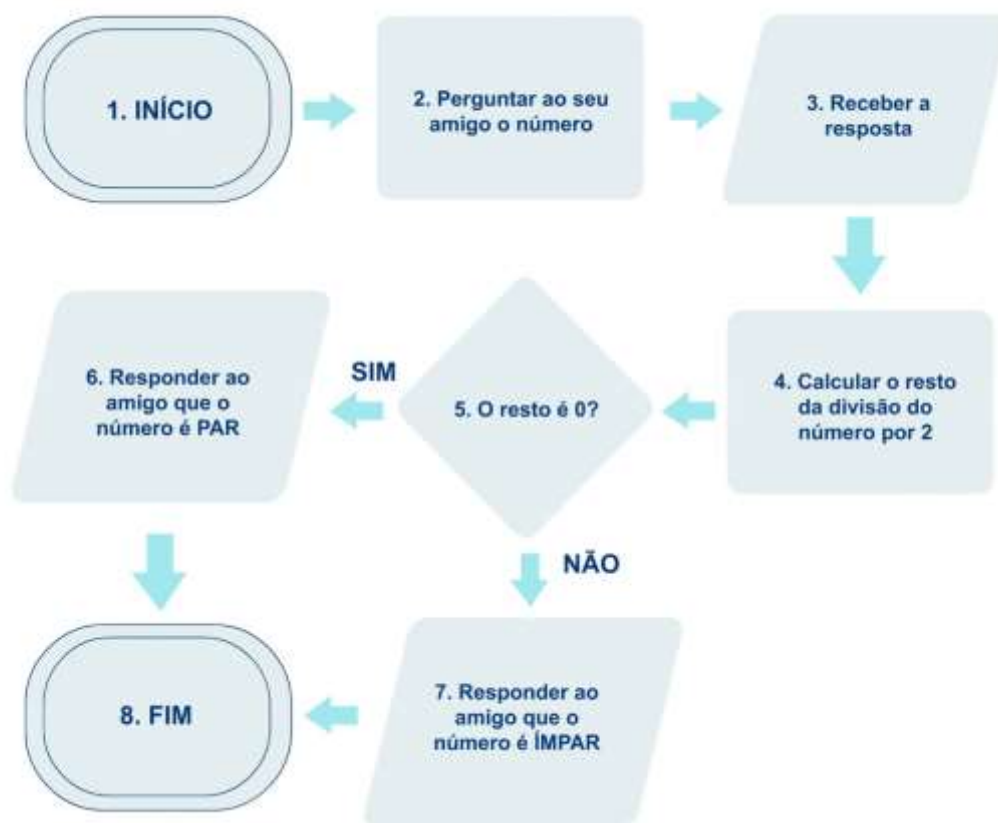 1. INÍCIO
2. Perguntar ao seu
amigo o número
3. Receber a
resposta
4. Calcular o resto
da divisão do
número por 2
5. O resto é 0?
SIM
6. Responder ao
amigo que o
número é PAR
NÃO
7. Responder ao
amigo que o
número é ÍMPAR
8. FIM